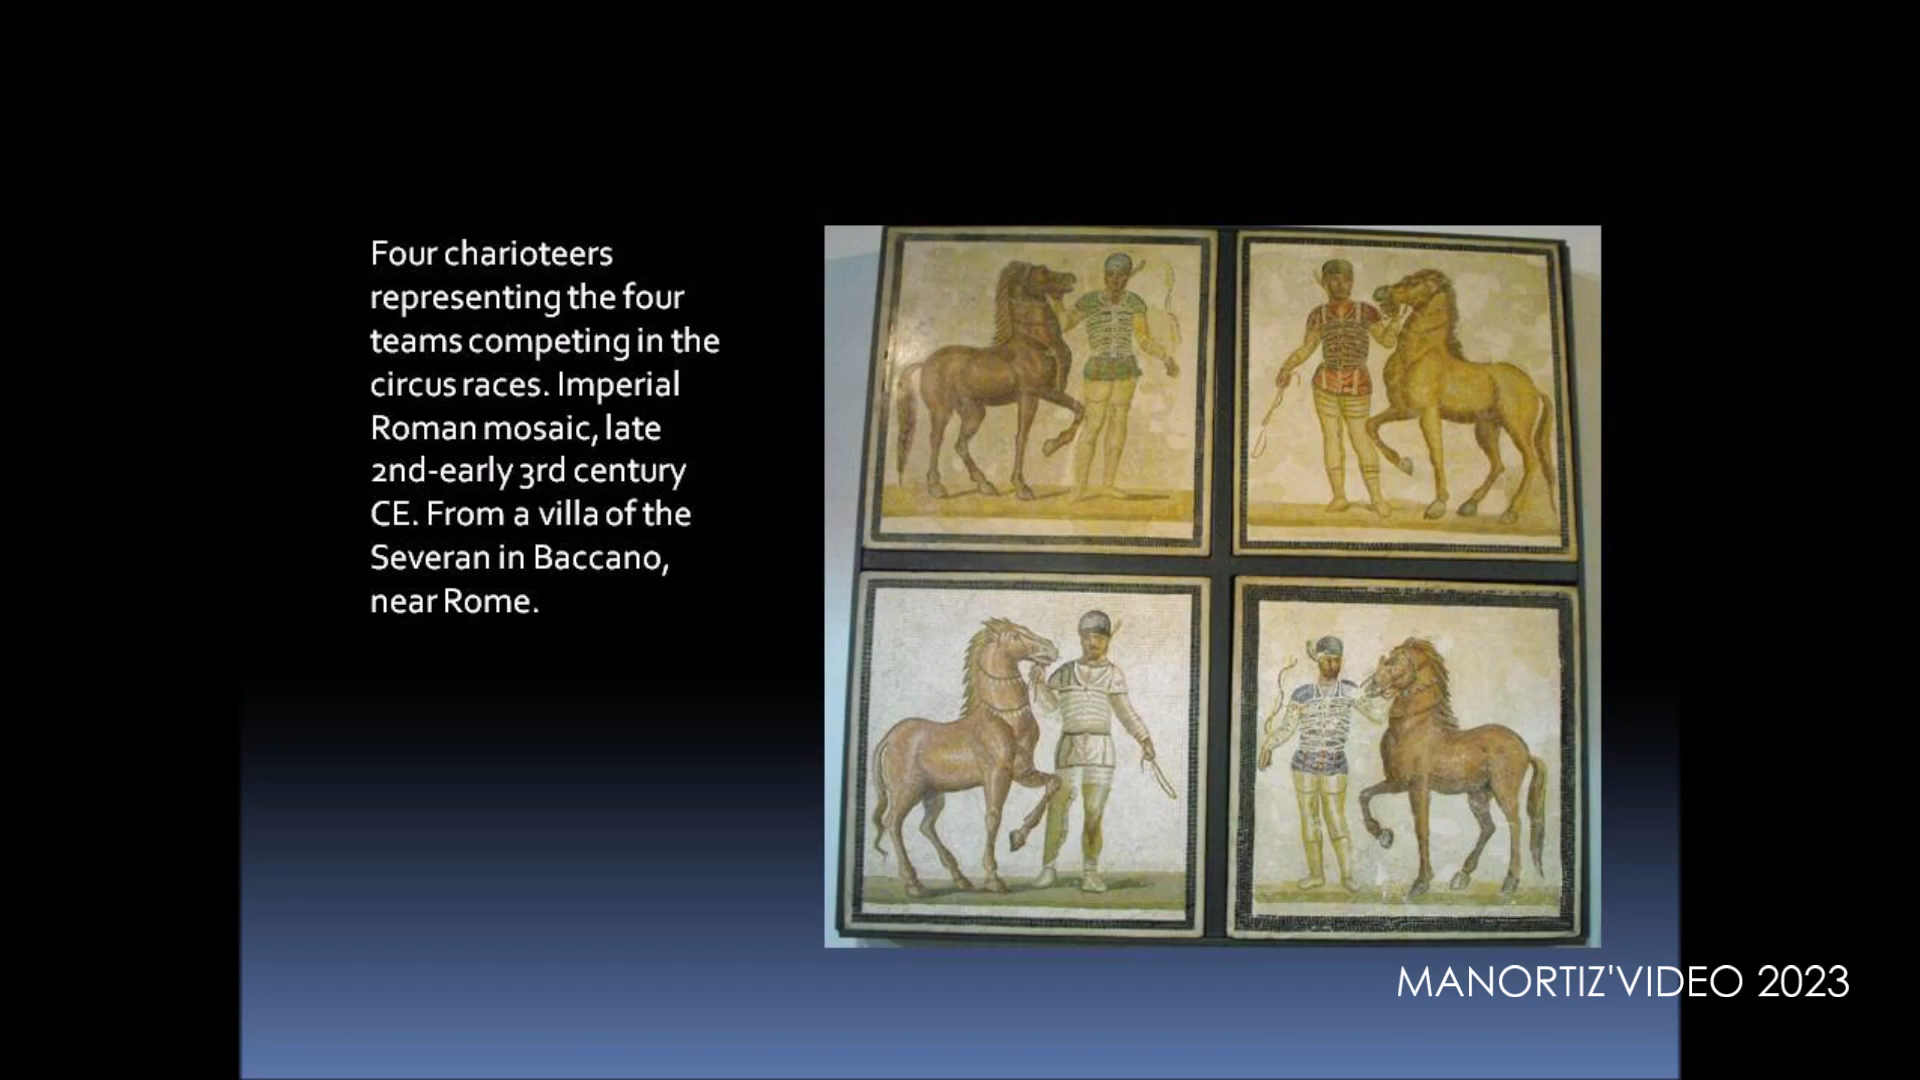 Four charioteers
representing the four
teams competing in the
circus races. Imperial
Roman mosaic, late
2nd-early 3rd century
CE. From a villa of the
Severan in Baccano,
near Rome.
MANORTIZ'VIDEO 2023